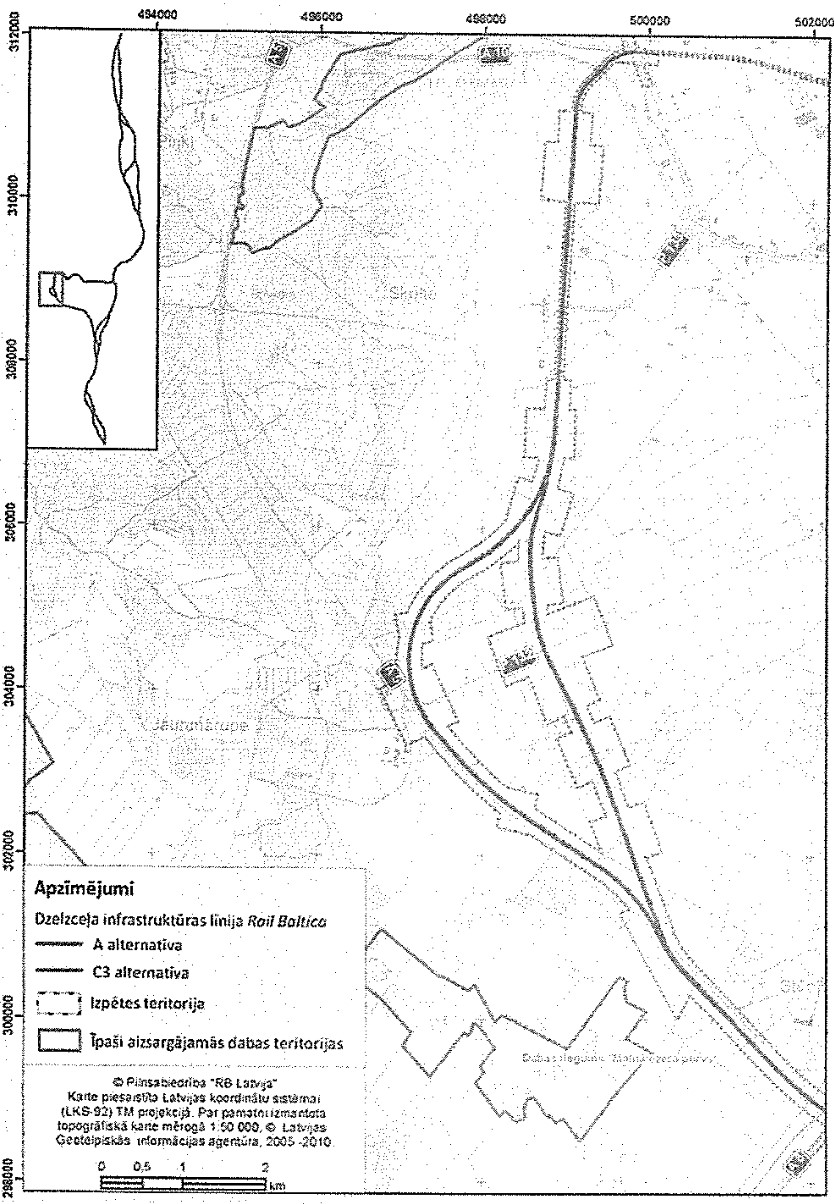 494000
496000
498000
500000
502000
312000
310000
308000
306000
304000
302000
300000
298000
Skulte
Jaunmārupe
Apzīmējumi
Dzelzceļa infrastruktūras līnija Rail Baltica
A alternatīva
C3 alternatīva
Izpētes teritorija
Īpaši aizsargājamās dabas teritorijas
© Pilnsabiedrība "RB Latvija"
Karte piesaistīta Latvijas koordinātu sistēmai
(LKS-92) TM projekcijā. Par pamatni izmantota
topogrāfiskā karte mērogā 1:50 000, © Latvijas
Ģeotelpiskās informācijas aģentūra, 2005 -2010
0 0,5 1 2
km